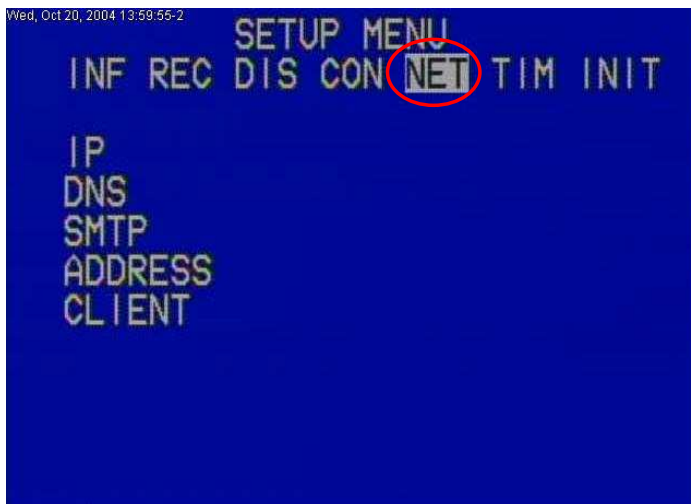 Wed, Oct 20, 2004 13:59:55-2
SETUP MENU
INF REC DIS CON NET TIM INIT
IP
DNS
SMTP
ADDRESS
CLIENT